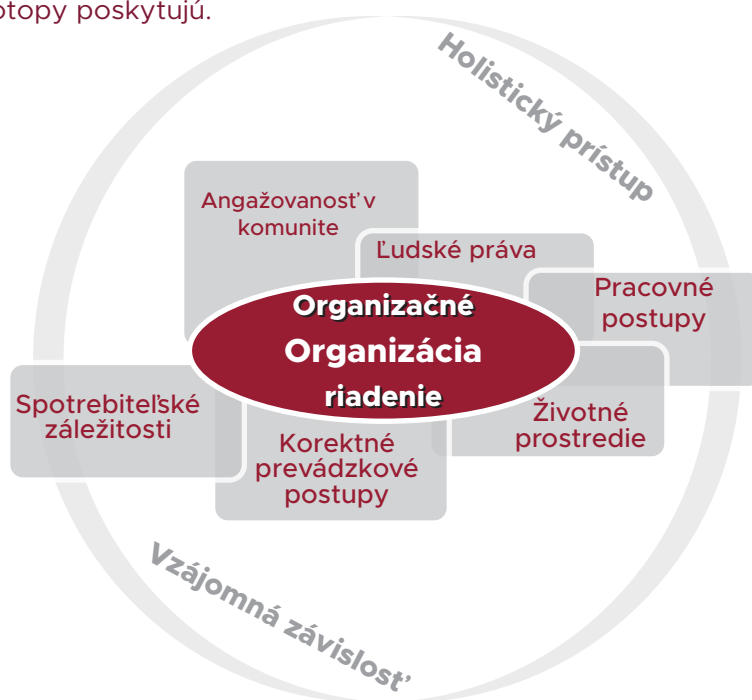 otopy poskytujú.
Holistický prístup
Angažovanosť v
komunite
Ľudské práva
Pracovné
postupy
Organizačné
Organizácia
riadenie
Spotrebiteľské
záležitosti
Korektné
prevádzkové
postupy
Životné
prostredie
Vzájomná závislosť